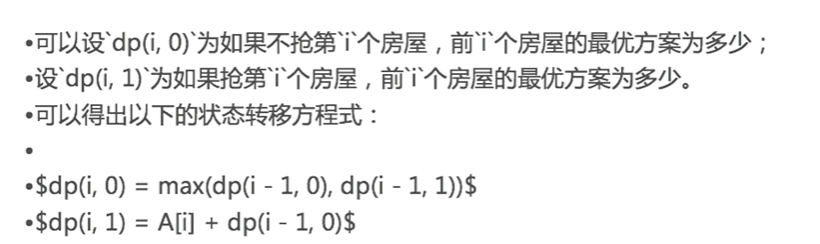 •可以设`dp(i, 0)`为如果不抢第`i`个房屋，前`i`个房屋的最优方案为多少；
•设`dp(i, 1)`为如果抢第`i`个房屋，前`i`个房屋的最优方案为多少。
•可以得出以下的状态转移方程式：
•
•$dp(i, 0) = max(dp(i - 1, 0), dp(i - 1, 1))$
•$dp(i, 1) = A[i] + dp(i - 1, 0)$